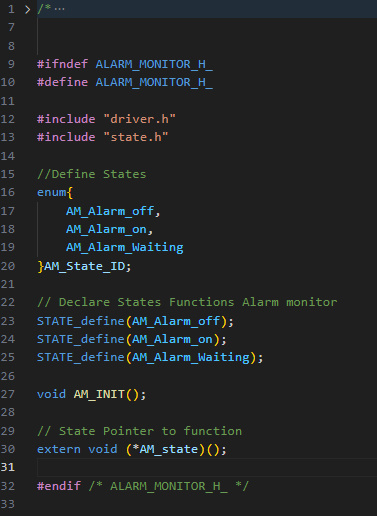 1 > /*···
7
8
9 #ifndef ALARM_MONITOR_H_
10 #define ALARM_MONITOR_H_
11
12 #include "driver.h"
13 #include "state.h"
14
15 //Define States
16 enum{
17     AM_Alarm_off,
18     AM_Alarm_on,
19     AM_Alarm_Waiting
20 }AM_State_ID;
21
22 // Declare States Functions Alarm monitor
23 STATE_define(AM_Alarm_off);
24 STATE_define(AM_Alarm_on);
25 STATE_define(AM_Alarm_Waiting);
26
27 void AM_INIT();
28
29 // State Pointer to function
30 extern void (*AM_state)();
31
32 #endif /* ALARM_MONITOR_H_ */
33